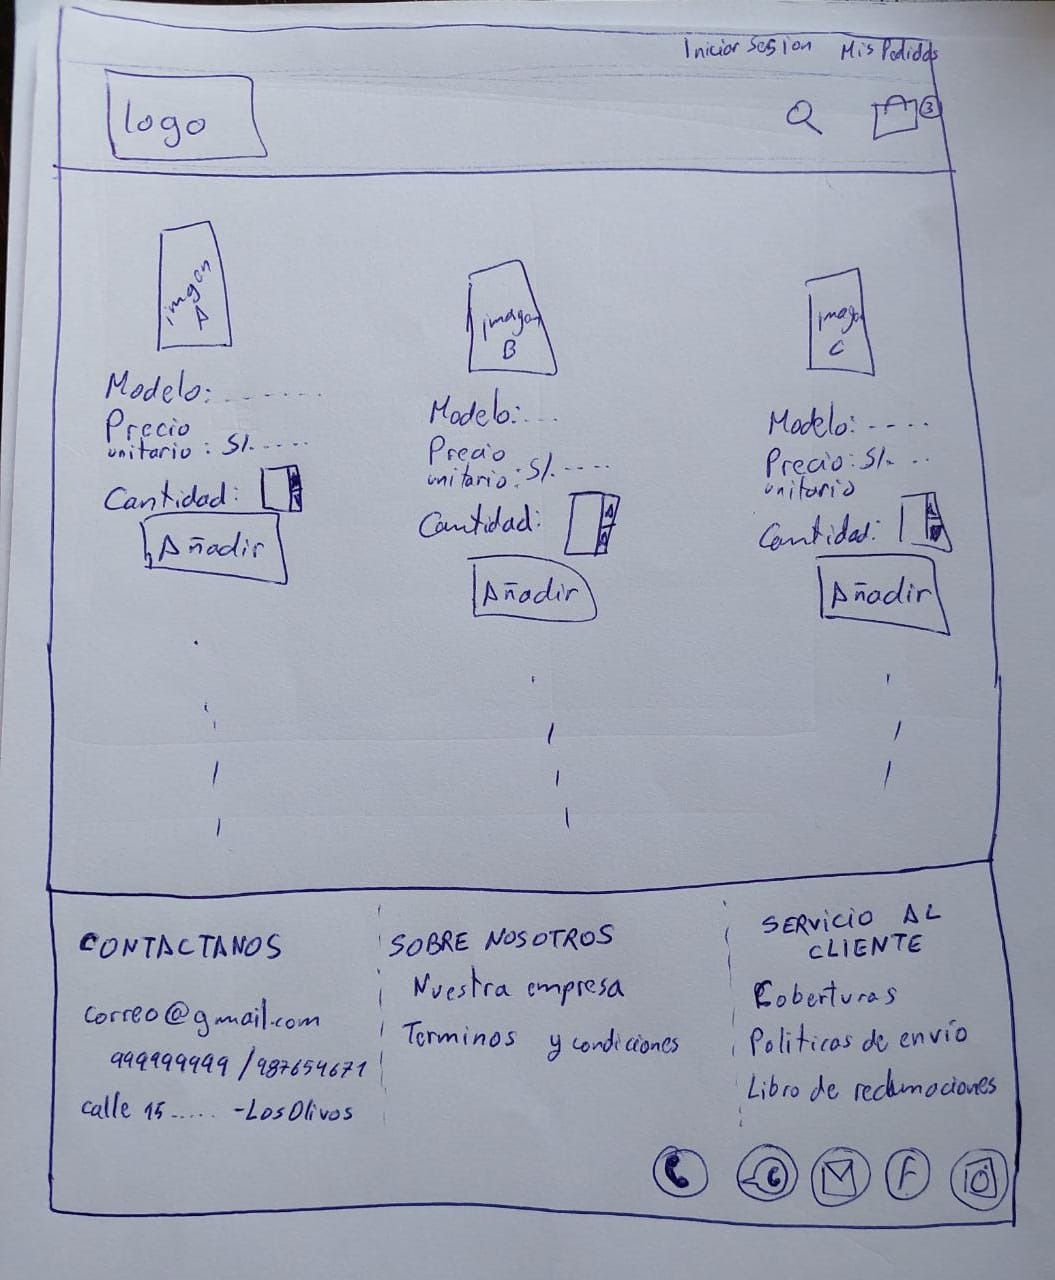 Iniciar Sesion Mis Pedidos
logo 3
imgen
A
imagen
B
imagen
C
Modelo: .......
Precio
unitario : S/. .....
Cantidad:
Añadir
Modelo: ...
Precio
unitario : S/. ----
Cantidad:
Añadir
Modelo: ----
Precio : S/. ...
unitario
Cantidad:
Añadir
CONTACTANOS
correo@gmail.com
999999999 / 987654671
calle 15 ..... -Los Olivos
SOBRE NOSOTROS
Nuestra empresa
Terminos y condiciones
SERVICIO AL
CLIENTE
Coberturas
Politicas de envío
Libro de reclamaciones
f